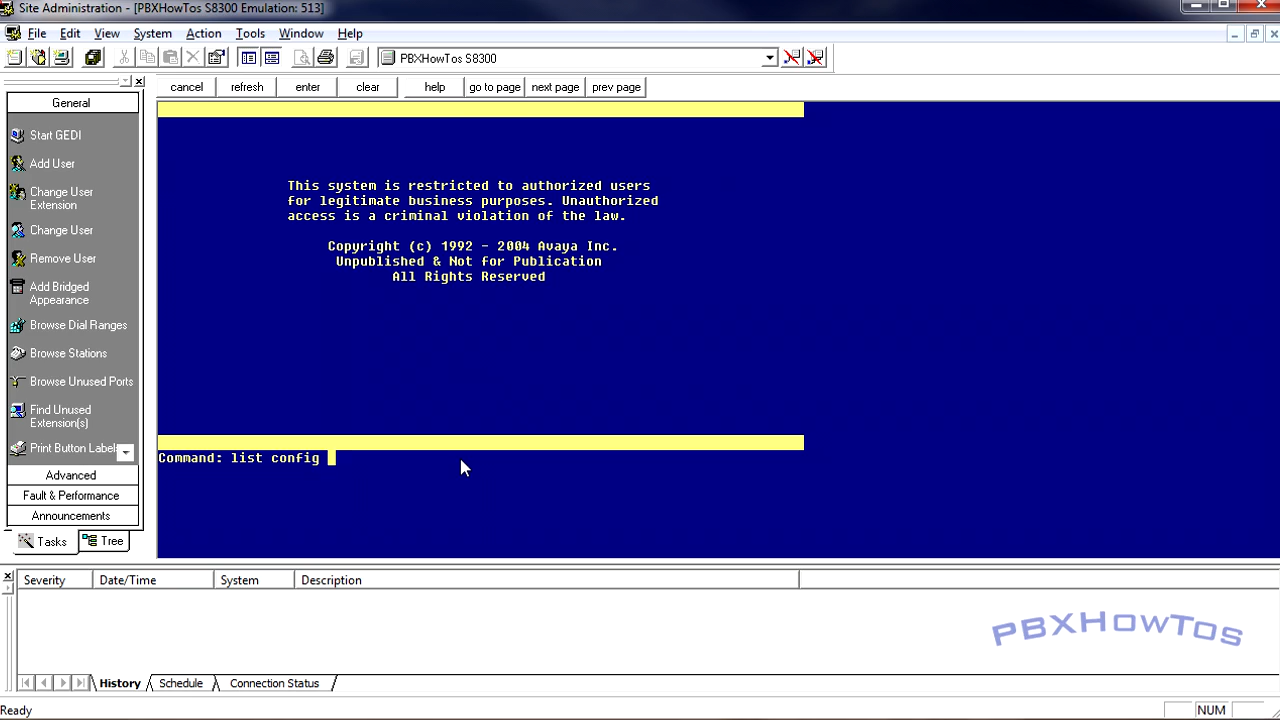 Site Administration - [PBXHowTos S8300 Emulation: 513]
File Edit View System Action Tools Window Help
PBXHowTos S8300
cancel refresh enter clear help go to page next page prev page
General
Start GEDI
Add User
Change User
Extension
Change User
Remove User
Add Bridged
Appearance
Browse Dial Ranges
Browse Stations
Browse Unused Ports
Find Unused
Extension(s)
Print Button Label
Advanced
Fault & Performance
Announcements
Tasks Tree
This system is restricted to authorized users
for legitimate business purposes. Unauthorized
access is a criminal violation of the law.
Copyright (c) 1992 - 2004 Avaya Inc.
Unpublished & Not for Publication
All Rights Reserved
Command: list config
Severity Date/Time System Description
PBXHowTos
History Schedule Connection Status
Ready NUM